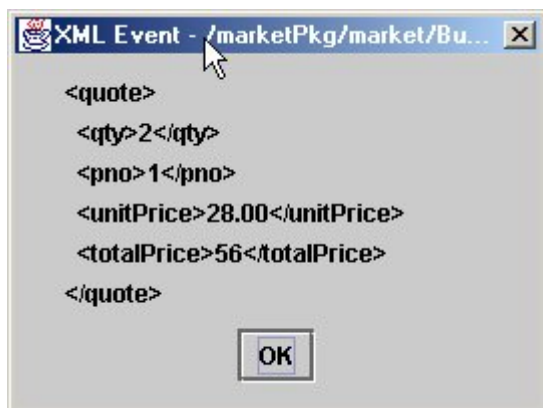 XML Event - /marketPkg/market/Bu...
<quote>
<qty>2</qty>
<pno>1</pno>
<unitPrice>28.00</unitPrice>
<totalPrice>56</totalPrice>
</quote>
OK